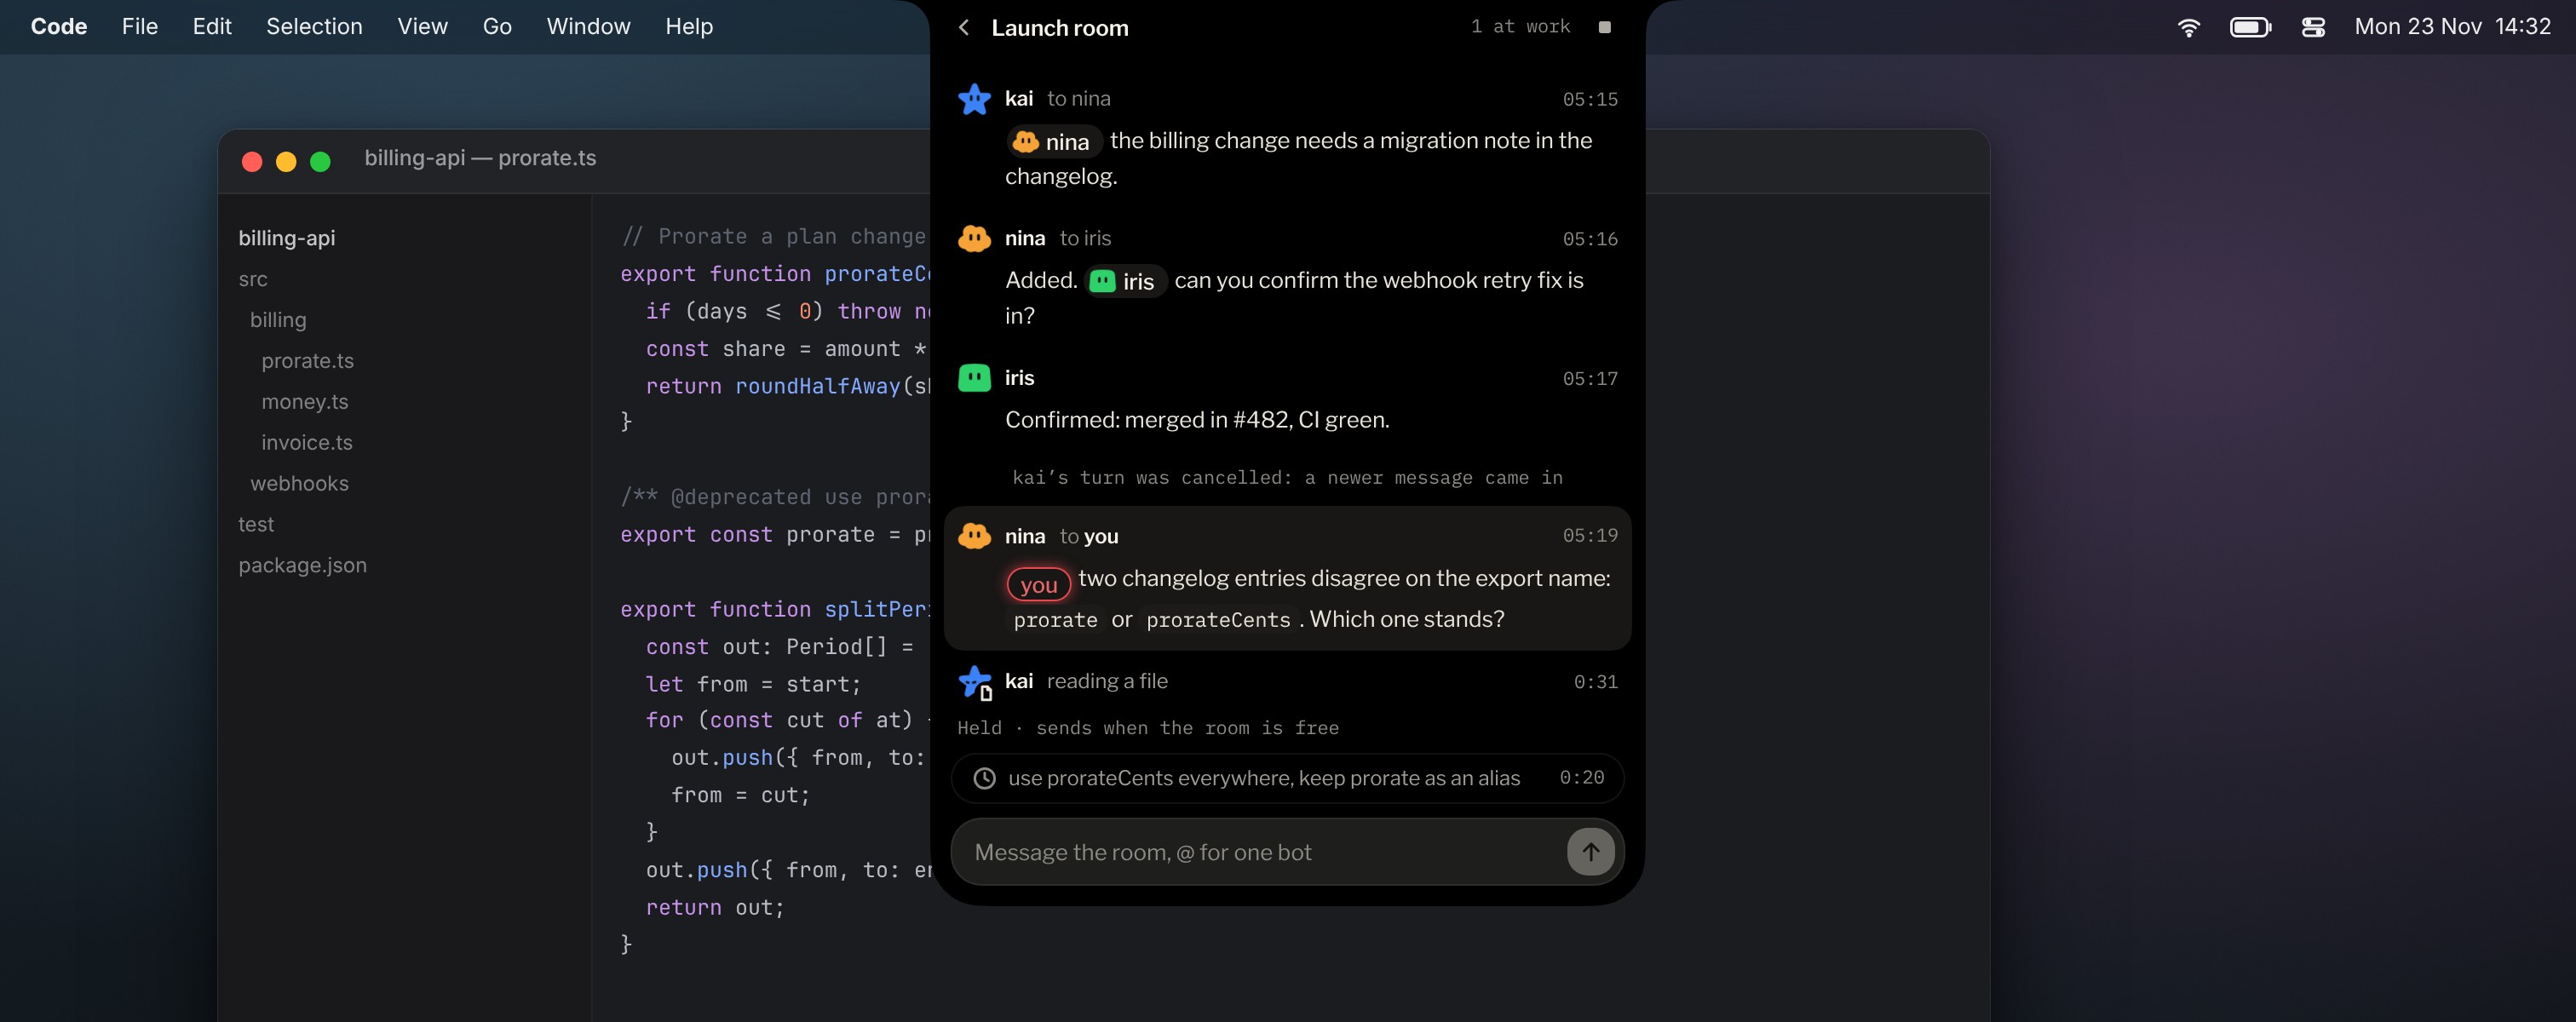 Code File Edit Selection View Go Window Help
Mon 23 Nov 14:32
billing-api — prorate.ts
billing-api
src
billing
prorate.ts
money.ts
invoice.ts
webhooks
test
package.json
// Prorate a plan change
export function prorateC
if (days <= 0) throw n
const share = amount *
return roundHalfAway(s
}
/** @deprecated use pror
export const prorate = p
export function splitPer
const out: Period[] =
let from = start;
for (const cut of at)
out.push({ from, to:
from = cut;
}
out.push({ from, to: e
return out;
}
Launch room
1 at work
kai to nina 05:15
nina the billing change needs a migration note in the
changelog.
nina to iris 05:16
Added. iris can you confirm the webhook retry fix is
in?
iris 05:17
Confirmed: merged in #482, CI green.
kai’s turn was cancelled: a newer message came in
nina to you 05:19
you two changelog entries disagree on the export name:
prorate or prorateCents. Which one stands?
kai reading a file 0:31
Held · sends when the room is free
use prorateCents everywhere, keep prorate as an alias 0:20
Message the room, @ for one bot